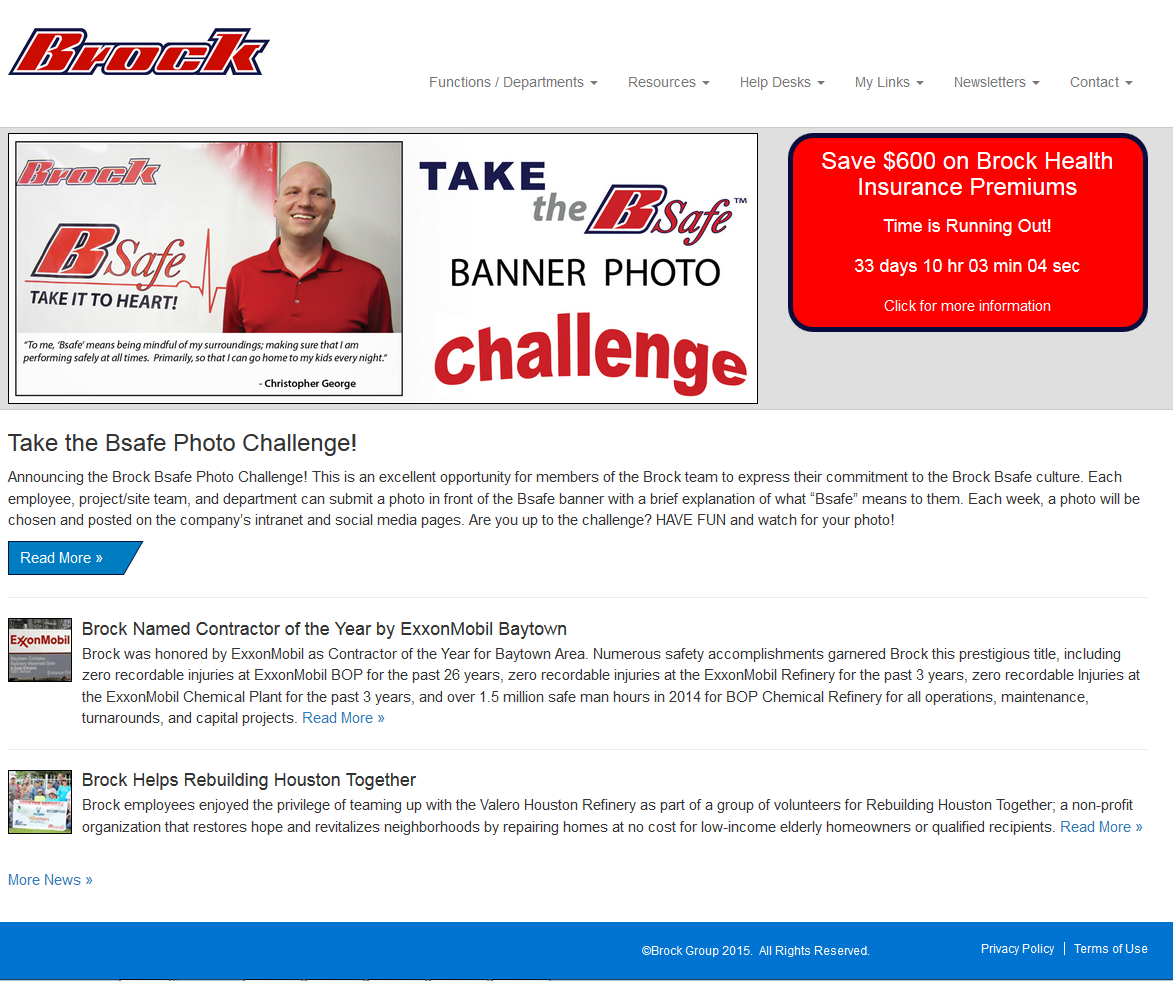 Brock
Functions / Departments
Resources
Help Desks
My Links
Newsletters
Contact
Brock
BSafe
TAKE IT TO HEART!
"To me, 'Bsafe' means being mindful of my surroundings; making sure that I am
performing safely at all times. Primarily, so that I can go home to my kids every night."
- Christopher George
TAKE
the BSafe™
BANNER PHOTO
Challenge
Save $600 on Brock Health
Insurance Premiums
Time is Running Out!
33 days 10 hr 03 min 04 sec
Click for more information
Take the Bsafe Photo Challenge!
Announcing the Brock Bsafe Photo Challenge! This is an excellent opportunity for members of the Brock team to express their commitment to the Brock Bsafe culture. Each
employee, project/site team, and department can submit a photo in front of the Bsafe banner with a brief explanation of what “Bsafe” means to them. Each week, a photo will be
chosen and posted on the company’s intranet and social media pages. Are you up to the challenge? HAVE FUN and watch for your photo!
Read More »
ExxonMobil
Brock Named Contractor of the Year by ExxonMobil Baytown
Brock was honored by ExxonMobil as Contractor of the Year for Baytown Area. Numerous safety accomplishments garnered Brock this prestigious title, including
zero recordable injuries at ExxonMobil BOP for the past 26 years, zero recordable injuries at the ExxonMobil Refinery for the past 3 years, zero recordable Injuries at
the ExxonMobil Chemical Plant for the past 3 years, and over 1.5 million safe man hours in 2014 for BOP Chemical Refinery for all operations, maintenance,
turnarounds, and capital projects. Read More »
Brock Helps Rebuilding Houston Together
Brock employees enjoyed the privilege of teaming up with the Valero Houston Refinery as part of a group of volunteers for Rebuilding Houston Together; a non-profit
organization that restores hope and revitalizes neighborhoods by repairing homes at no cost for low-income elderly homeowners or qualified recipients. Read More »
More News »
©Brock Group 2015. All Rights Reserved.
Privacy Policy | Terms of Use